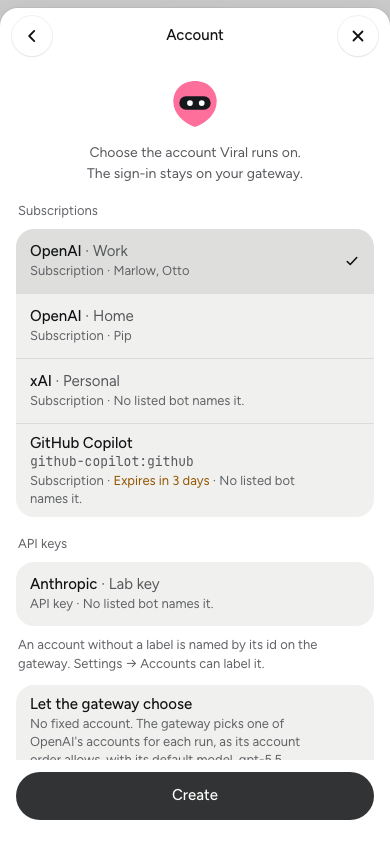 Account
Choose the account Viral runs on.
The sign-in stays on your gateway.
Subscriptions
OpenAI · Work
Subscription · Marlow, Otto
OpenAI · Home
Subscription · Pip
xAI · Personal
Subscription · No listed bot names it.
GitHub Copilot
github-copilot:github
Subscription · Expires in 3 days · No listed bot
names it.
API keys
Anthropic · Lab key
API key · No listed bot names it.
An account without a label is named by its id on the
gateway. Settings → Accounts can label it.
Let the gateway choose
No fixed account. The gateway picks one of
OpenAI's accounts for each run, as its account
order allows, with its default model, gpt-5.5
Create